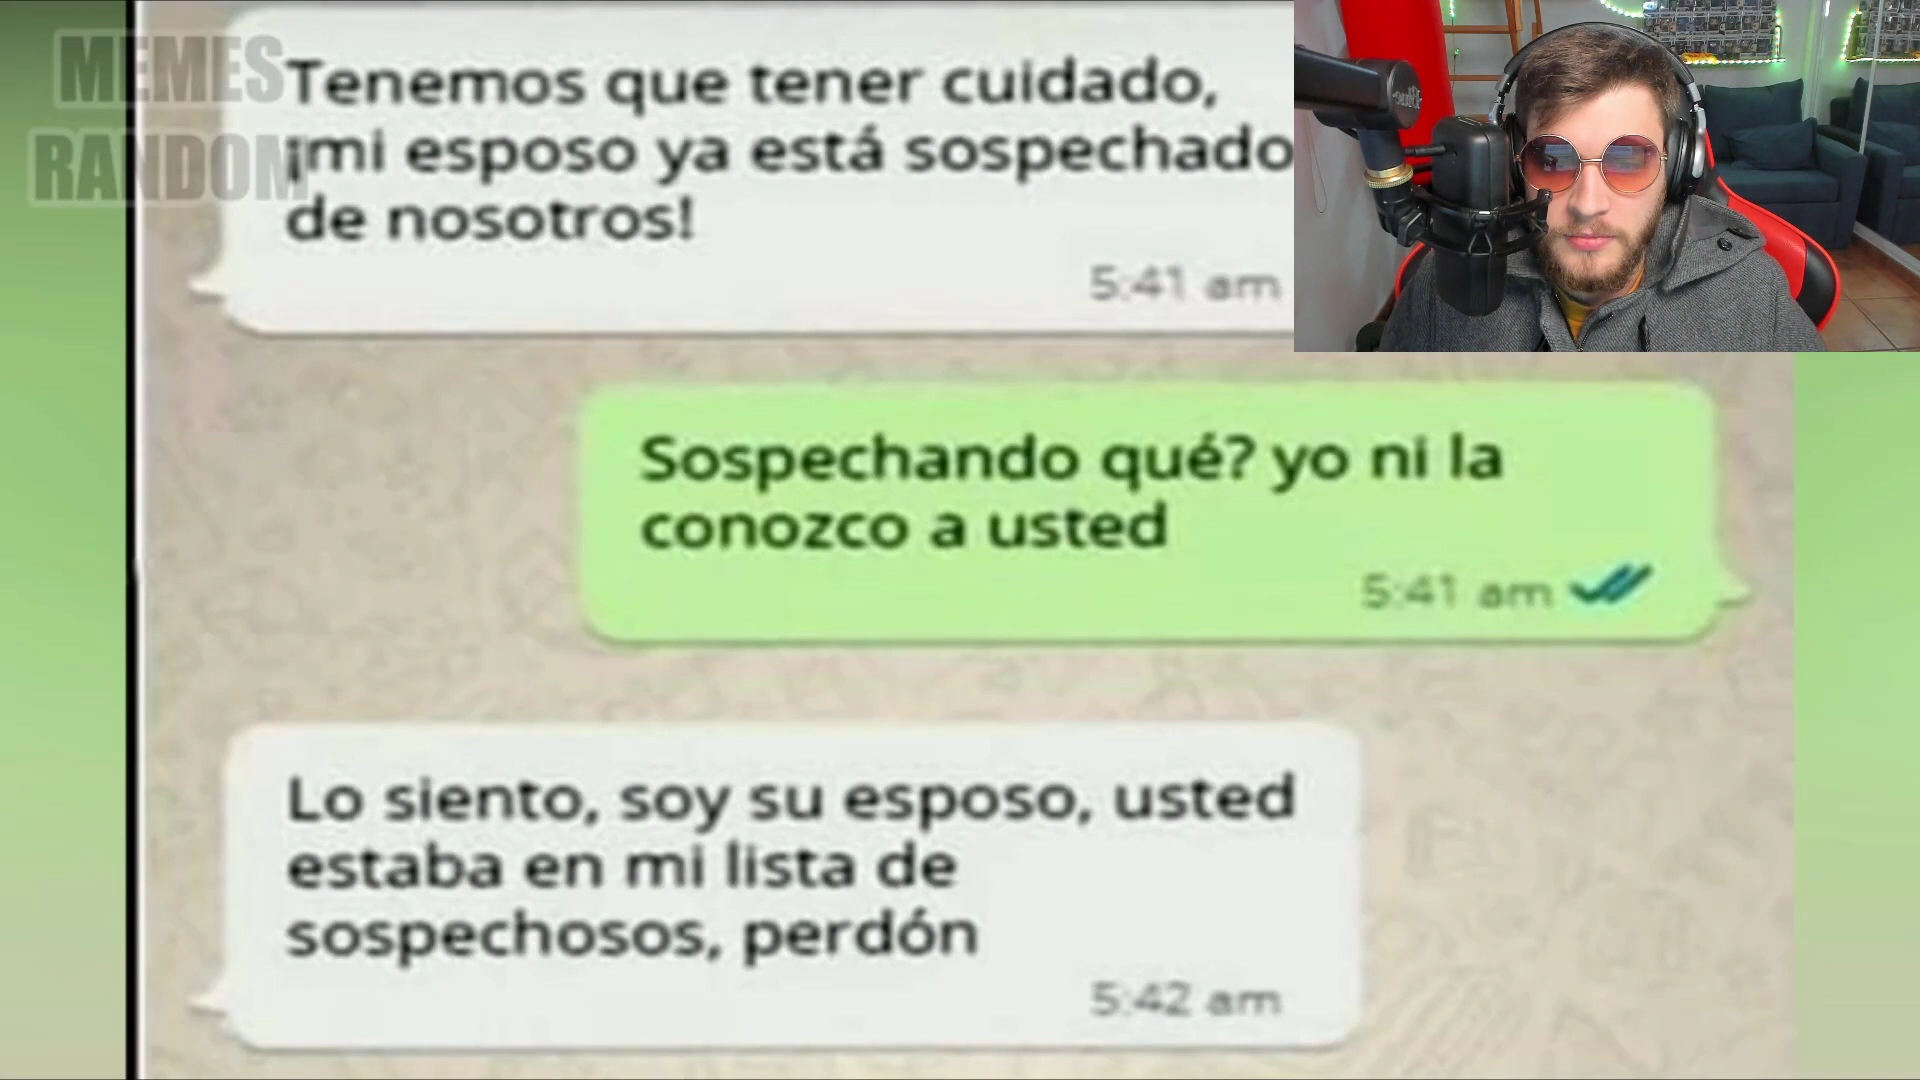 MEMES
RANDOM
Tenemos que tener cuidado,
¡mi esposo ya está sospechado
de nosotros!
5:41 am
Sospechando qué? yo ni la
conozco a usted
5:41 am
Lo siento, soy su esposo, usted
estaba en mi lista de
sospechosos, perdón
5:42 am
Blue